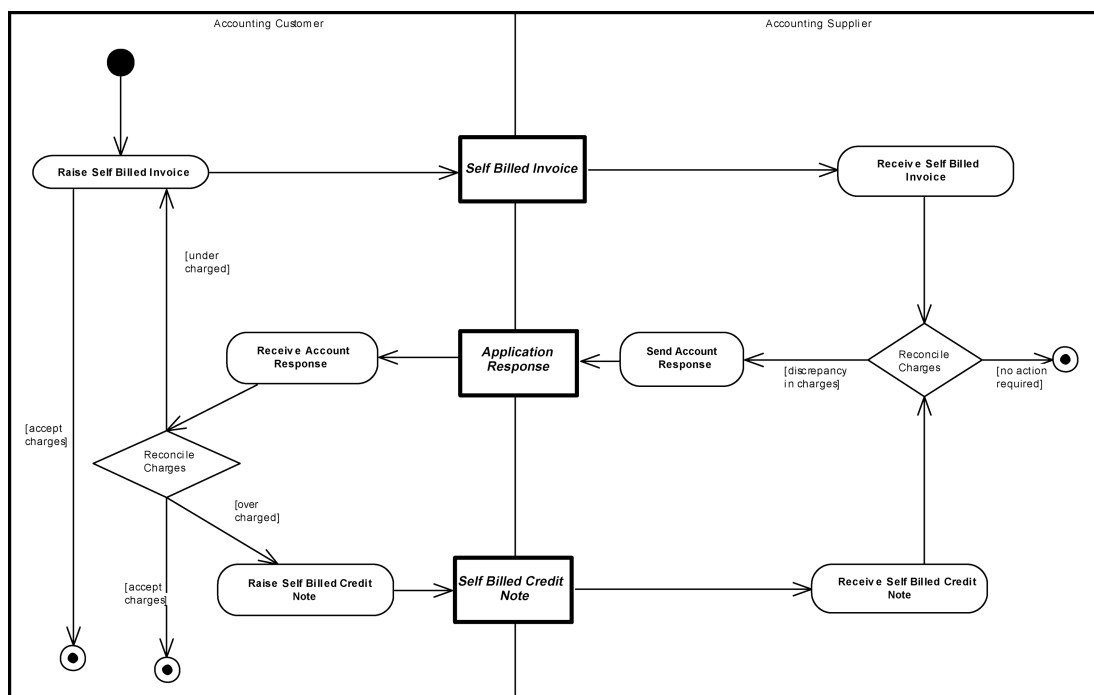 Accounting Customer
Accounting Supplier
Raise Self Billed Invoice
Self Billed Invoice
Receive Self Billed
Invoice
[under
charged]
Receive Account
Response
Application
Response
Send Account
Response
[discrepancy
in charges]
Reconcile
Charges
[no action
required]
[accept
charges]
Reconcile
Charges
[over
charged]
[accept
charges]
Raise Self Billed Credit
Note
Self Billed Credit
Note
Receive Self Billed Credit
Note